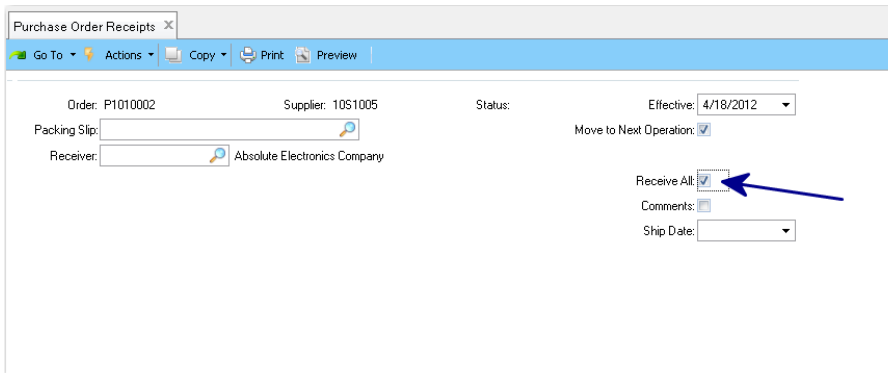 Purchase Order Receipts
Go To Actions Copy Print Preview
Order: P1010002 Supplier: 10S1005 Status: Effective: 4/18/2012
Packing Slip: Move to Next Operation:
Receiver: Absolute Electronics Company
Receive All:
Comments:
Ship Date: